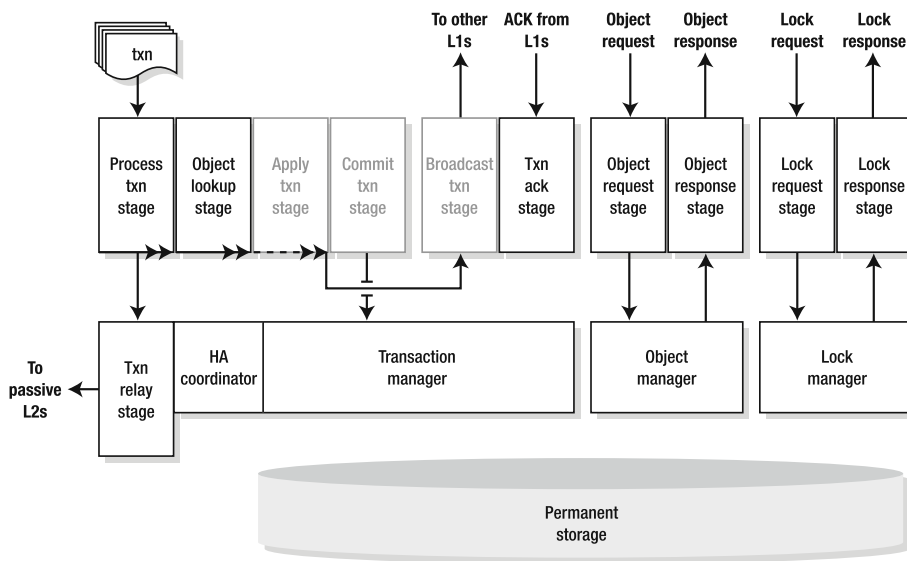 txn
To other
L1s
ACK from
L1s
Object
request
Object
response
Lock
request
Lock
response
Process
txn
stage
Object
lookup
stage
Apply
txn
stage
Commit
txn stage
Broadcast
txn
stage
Txn
ack
stage
Object
request
stage
Object
response
stage
Lock
request
stage
Lock
response
stage
To
passive
L2s
Txn
relay
stage
HA
coordinator
Transaction
manager
Object
manager
Lock
manager
Permanent
storage